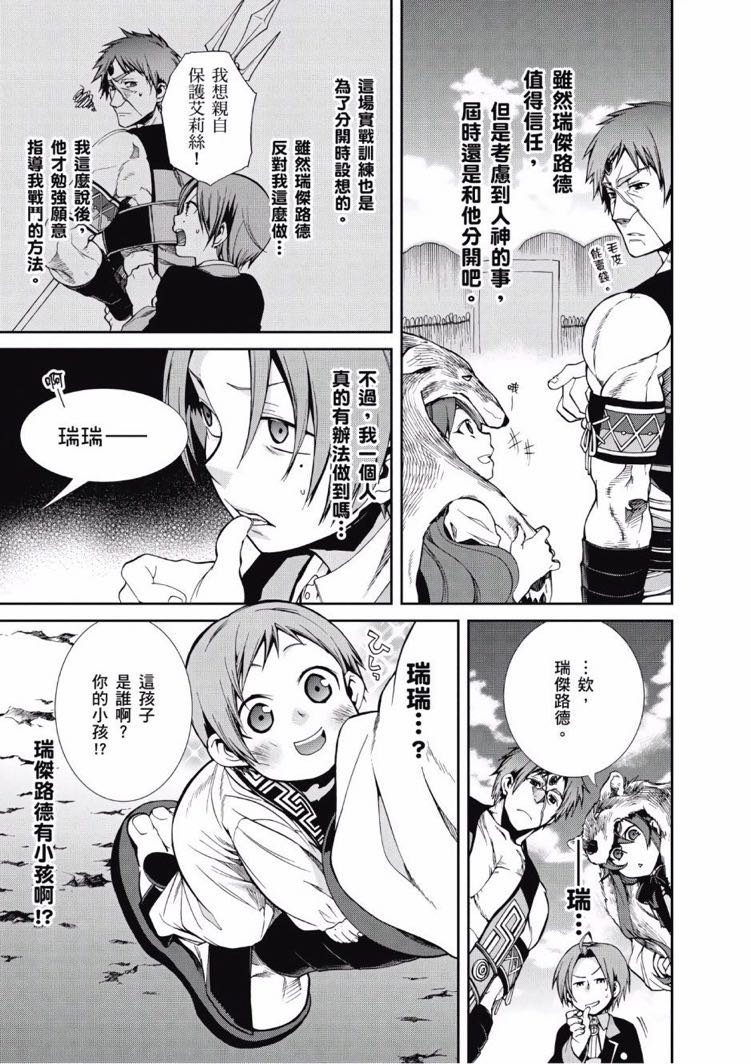 雖然瑞傑路德
值得信任，
但是考慮到人神的事，
屆時還是和他分開吧。
毛皮
能賣錢。
哦
這場實戰訓練也是
為了分開時設想的。
雖然瑞傑路德
反對我這麼做…
我想親自
保護艾莉絲！
我這麼說後，
他才勉強願意
指導我戰鬥的方法。
不過，我一個人
真的有辦法做到嗎…
啊
瑞瑞——
…欸，
瑞傑路德。
——瑞…
瑞瑞…？
ひしっ
這孩子
是誰啊？
你的小孩!?
瑞傑路德有小孩啊!?